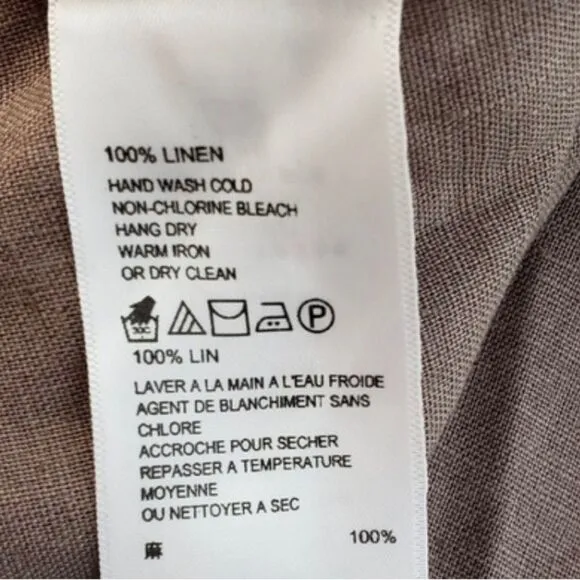 100% LINEN
HAND WASH COLD
NON-CHLORINE BLEACH
HANG DRY
WARM IRON
OR DRY CLEAN
30C P
100% LIN
LAVER A LA MAIN A L'EAU FROIDE
AGENT DE BLANCHIMENT SANS
CHLORE
ACCROCHE POUR SECHER
REPASSER A TEMPERATURE
MOYENNE
OU NETTOYER A SEC
麻 100%